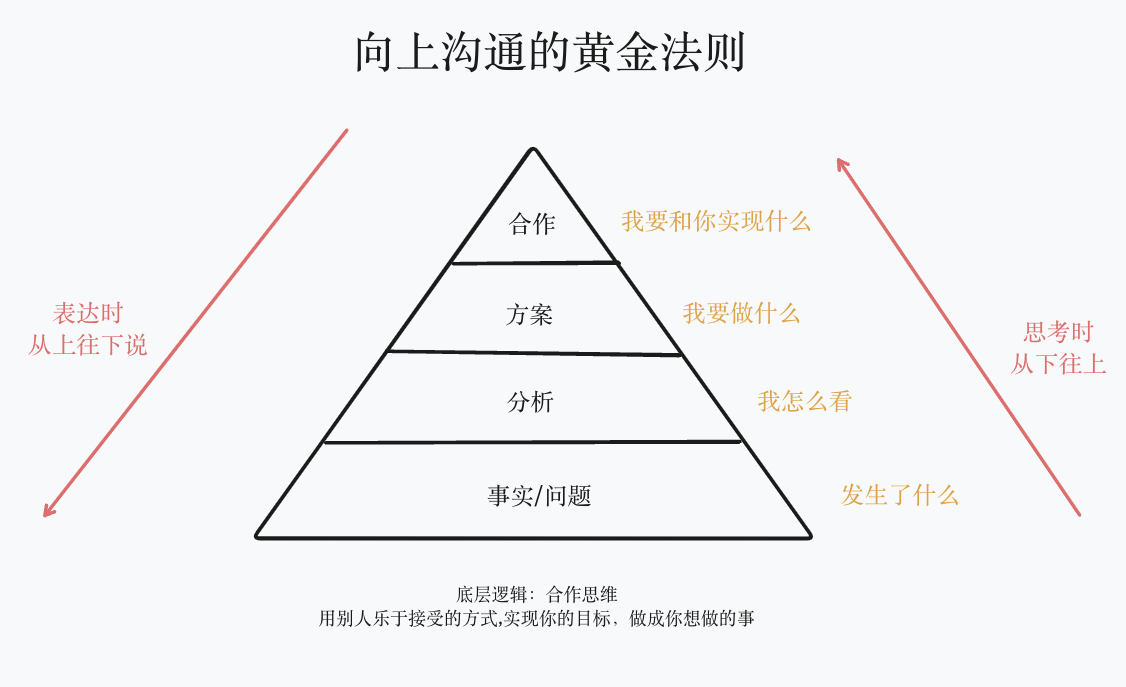 向上沟通的黄金法则
合作
我要和你实现什么
方案
我要做什么
分析
我怎么看
事实/问题
发生了什么
表达时
从上往下说
思考时
从下往上
底层逻辑：合作思维
用别人乐于接受的方式,实现你的目标，做成你想做的事